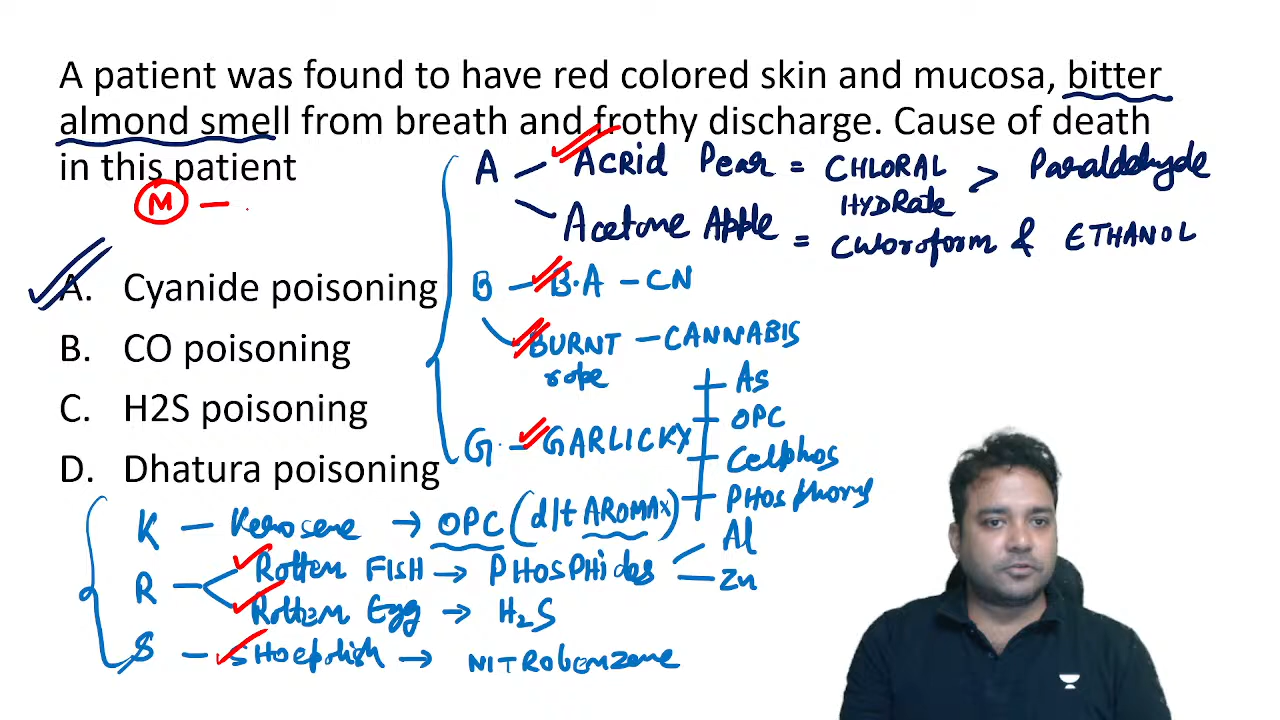 A patient was found to have red colored skin and mucosa, bitter
almond smell from breath and frothy discharge. Cause of death
in this patient
M –
A. Cyanide poisoning
B. CO poisoning
C. H2S poisoning
D. Dhatura poisoning
A – ACRID Pear = CHLORAL HYDRate > Paraldehyde
Acetone Apple = Chloroform & ETHANOL
B – B.A – CN
BURNT rope – CANNABIS
G – GARLICKY
As
OPC
Celphos
PHosphorus
K – Kerosene → OPC (d/t AROMAX)
R – Rotten FISH → PHOSPHides
Al
Zn
Rotten Egg → H₂S
S – SHoepolish → NITRObenzene